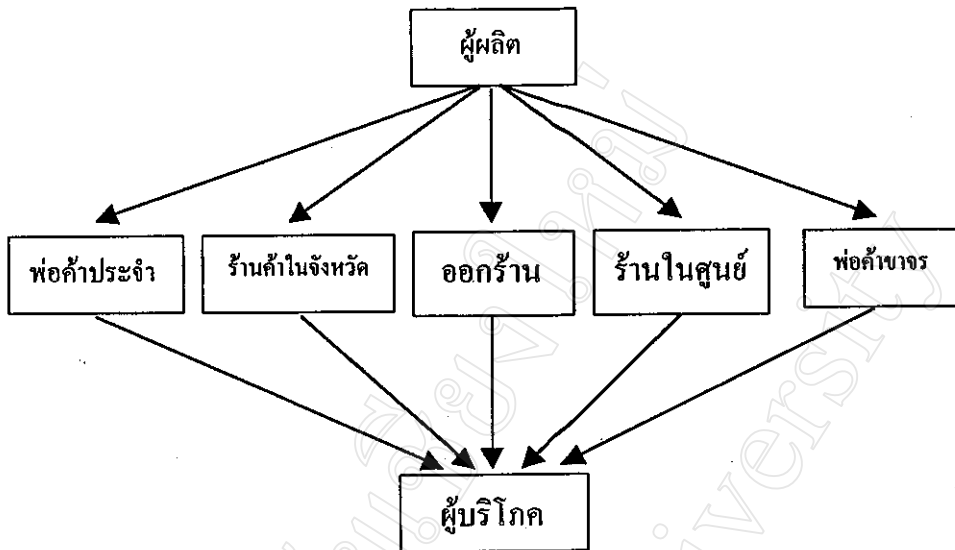 ผู้ผลิต
พ่อค้าประจำ
ร้านค้าในจังหวัด
ออกร้าน
ร้านในศูนย์
พ่อค้าขาจร
ผู้บริโภค